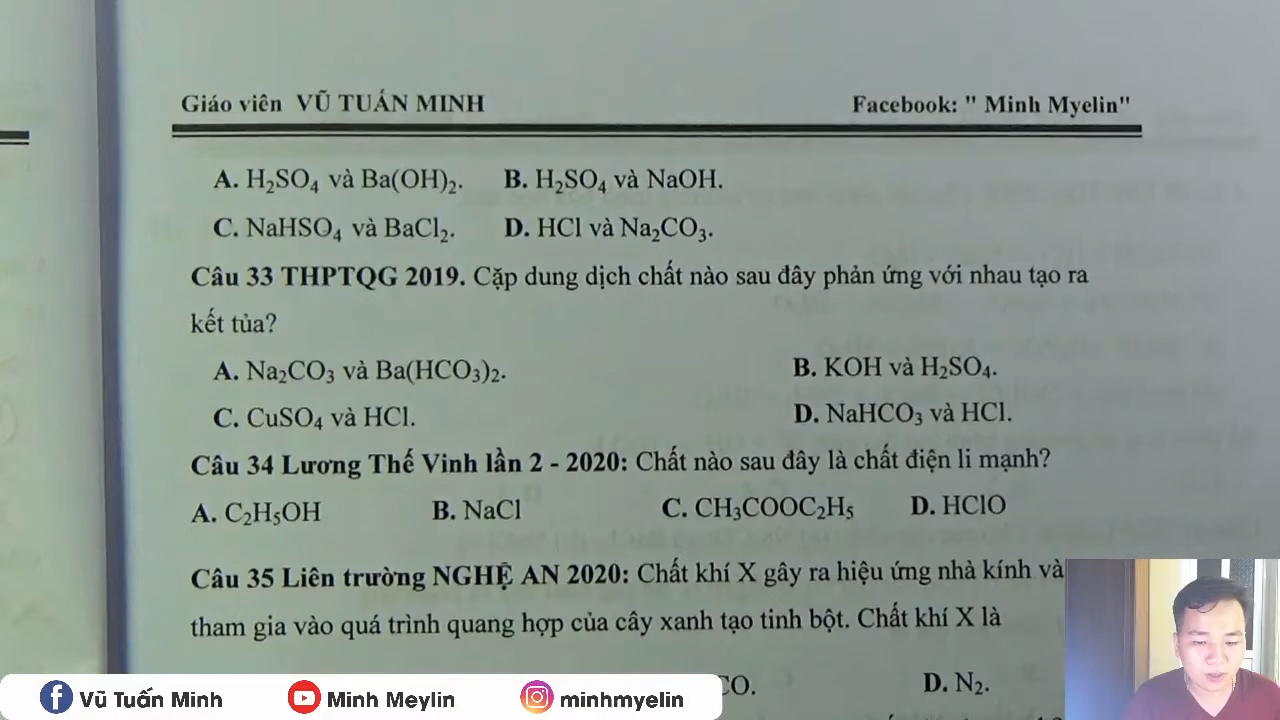 Giáo viên VŨ TUẤN MINH Facebook: " Minh Myelin"
A. H₂SO₄ và Ba(OH)₂. B. H₂SO₄ và NaOH.
C. NaHSO₄ và BaCl₂. D. HCl và Na₂CO₃.
Câu 33 THPTQG 2019. Cặp dung dịch chất nào sau đây phản ứng với nhau tạo ra
kết tủa?
A. Na₂CO₃ và Ba(HCO₃)₂. B. KOH và H₂SO₄.
C. CuSO₄ và HCl. D. NaHCO₃ và HCl.
Câu 34 Lương Thế Vinh lần 2 - 2020: Chất nào sau đây là chất điện li mạnh?
A. C₂H₅OH B. NaCl C. CH₃COOC₂H₅ D. HClO
Câu 35 Liên trường NGHỆ AN 2020: Chất khí X gây ra hiệu ứng nhà kính và
tham gia vào quá trình quang hợp của cây xanh tạo tinh bột. Chất khí X là
CO. D. N₂.
Vũ Tuấn Minh Minh Meylin minhmyelin